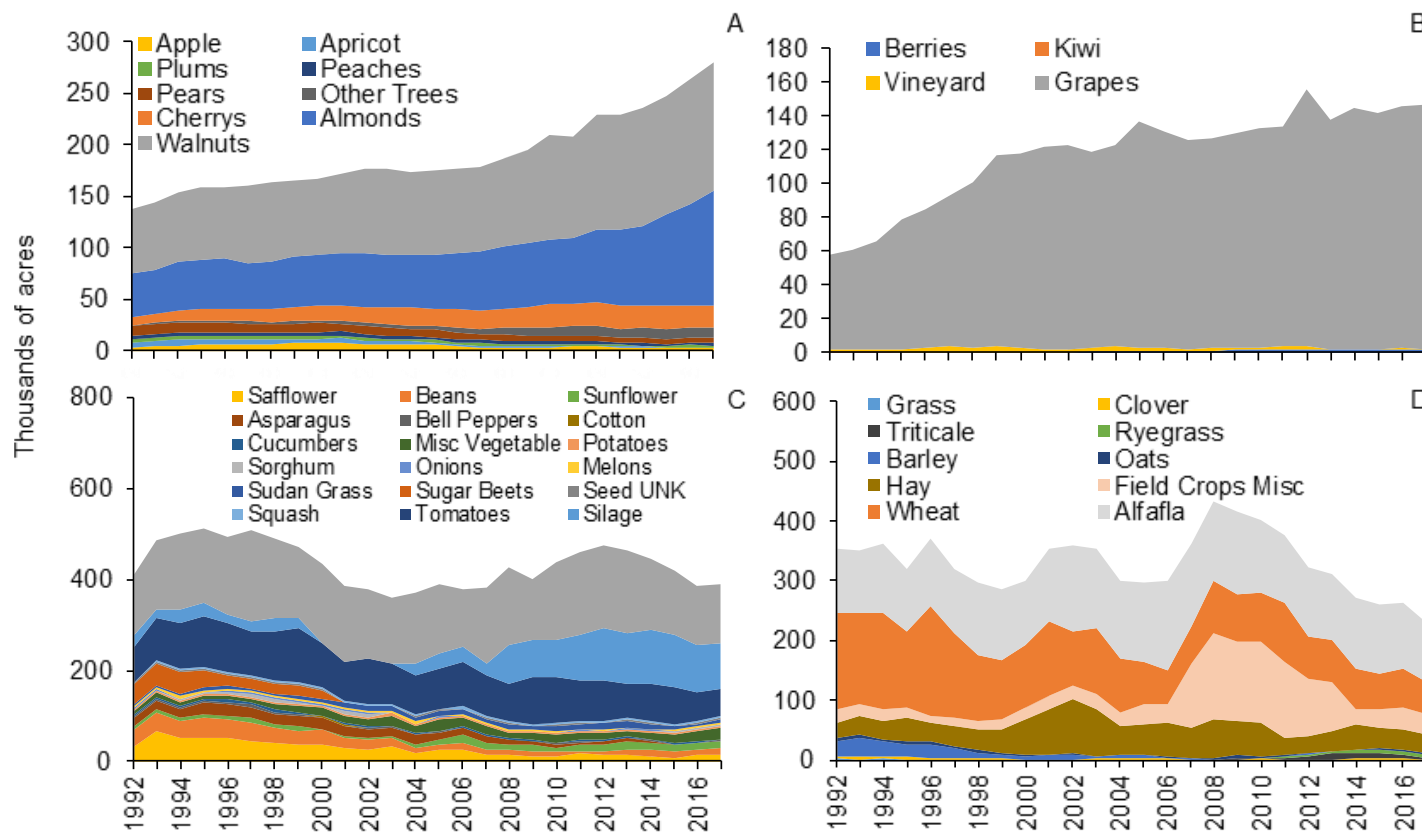 A
300
250
200
150
100
50
0
Apple Apricot
Plums Peaches
Pears Other Trees
Cherrys Almonds
Walnuts
B
180
160
140
120
100
80
60
40
20
0
Berries Kiwi
Vineyard Grapes
Thousands of acres
C
800
600
400
200
0
Safflower Beans Sunflower
Asparagus Bell Peppers Cotton
Cucumbers Misc Vegetable Potatoes
Sorghum Onions Melons
Sudan Grass Sugar Beets Seed UNK
Squash Tomatoes Silage
1992 1994 1996 1998 2000 2002 2004 2006 2008 2010 2012 2014 2016
D
600
500
400
300
200
100
0
Grass Clover
Triticale Ryegrass
Barley Oats
Hay Field Crops Misc
Wheat Alfafla
1992 1994 1996 1998 2000 2002 2004 2006 2008 2010 2012 2014 2016